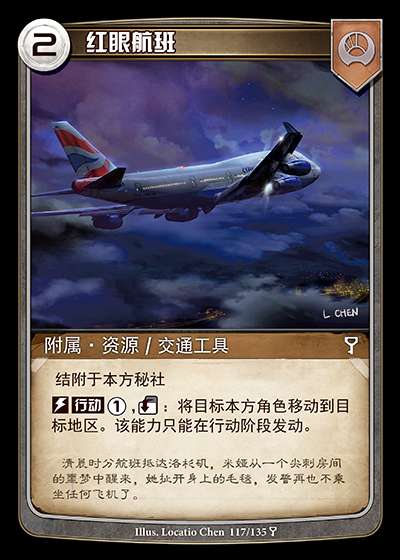 2 红眼航班
L CHEN
附属·资源 / 交通工具
结附于本方秘社
行动 1 , ：将目标本方角色移动到目
标地区。该能力只能在行动阶段发动。
清晨时分航班抵达洛杉矶，米娅从一个尖刺房间
的噩梦中醒来，她扯开身上的毛毯，发誓再也不乘
坐任何飞机了。
Illus. Locatio Chen 117/135